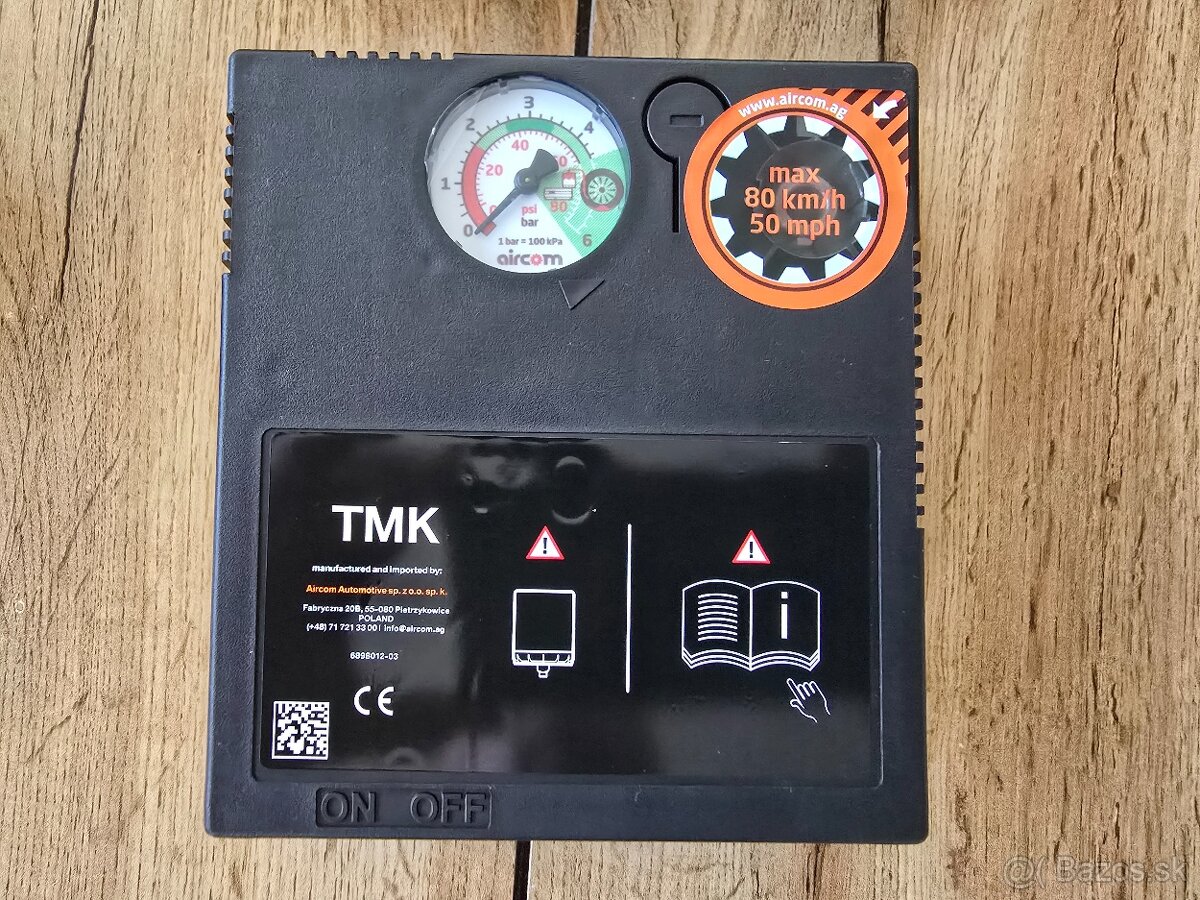 3
2
4
1
40
20
60
0
psi
80
bar
0
6
1 bar = 100 kPa
aircom
www.aircom.ag
max
80 km/h
50 mph
TMK
manufactured and imported by:
Aircom Automotive sp. z o.o. sp. k.
Fabryczna 20B, 55-080 Pietrzykowice
POLAND
(+48) 71 721 33 00 | info@aircom.ag
6898012-03
CE
!
!
i
ON OFF
@( Bazos.sk